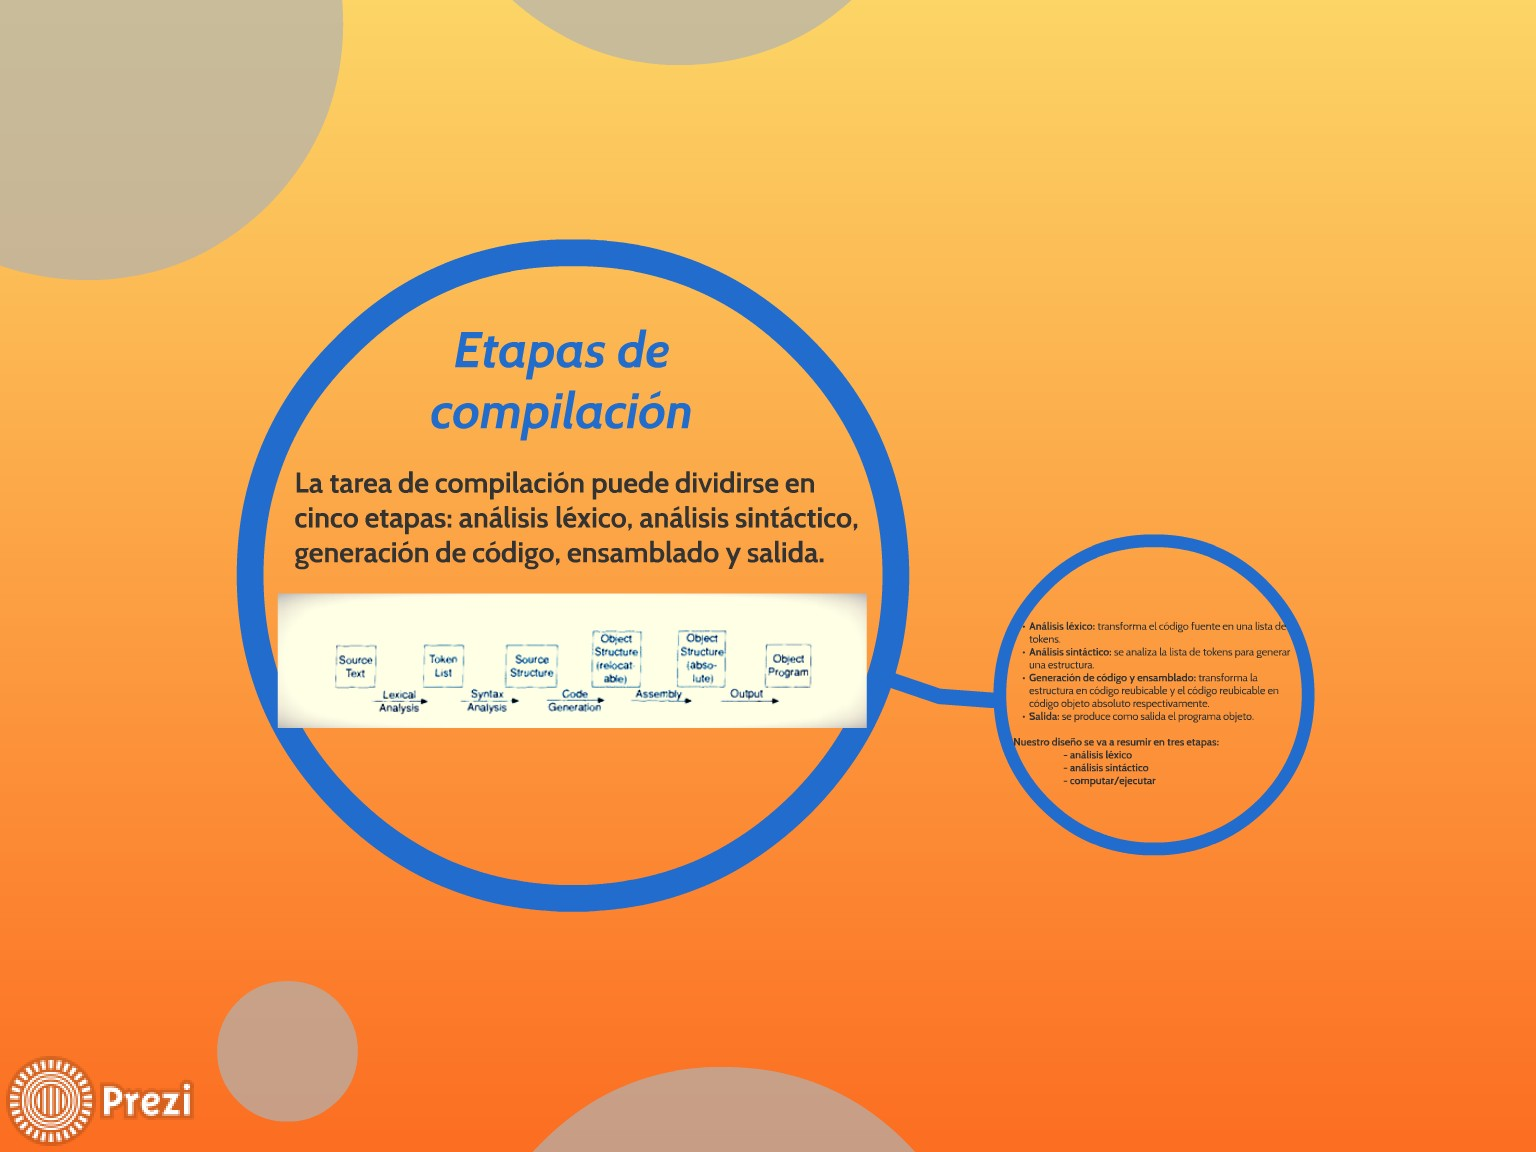 Etapas de
compilación
La tarea de compilación puede dividirse en
cinco etapas: análisis léxico, análisis sintáctico,
generación de código, ensamblado y salida.
Source
Text
Token
List
Source
Structure
Object
Structure
(relocat-
able)
Object
Structure
(abso-
lute)
Object
Program
Lexical
Analysis
Syntax
Analysis
Code
Generation
Assembly
Output
• Análisis léxico: transforma el código fuente en una lista de
tokens.
• Análisis sintáctico: se analiza la lista de tokens para generar
una estructura.
• Generación de código y ensamblado: transforma la
estructura en código reubicable y el código reubicable en
código objeto absoluto respectivamente.
• Salida: se produce como salida el programa objeto.
Nuestro diseño se va a resumir en tres etapas:
- análisis léxico
- análisis sintáctico
- computar/ejecutar
Prezi